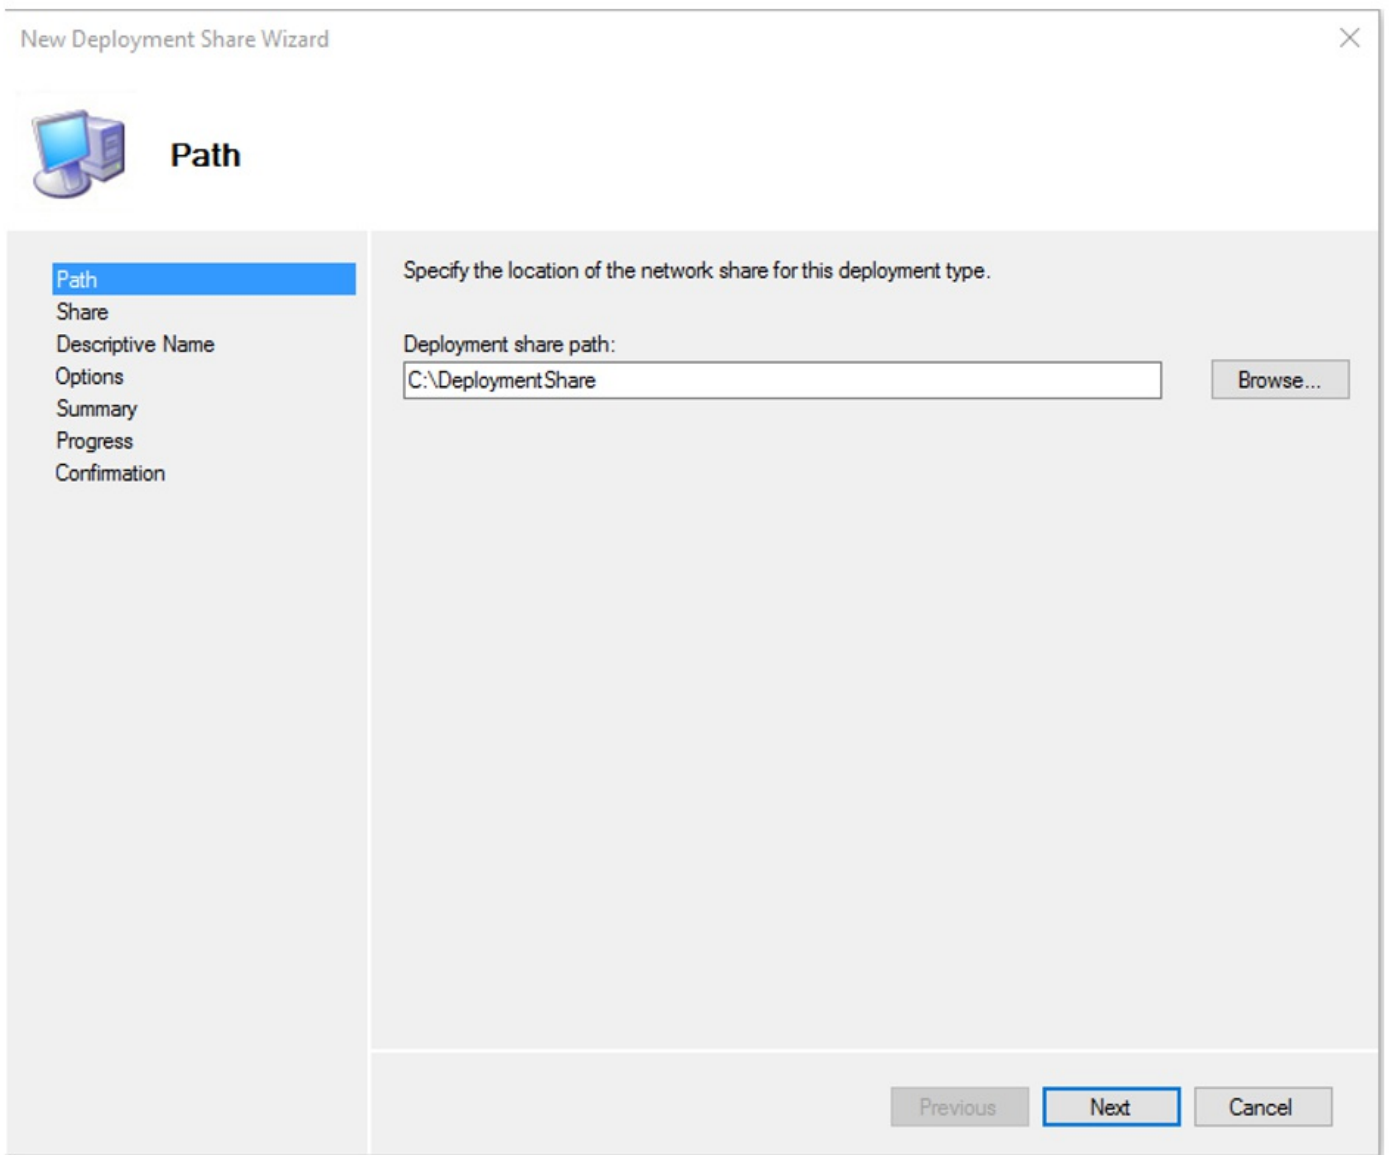 New Deployment Share Wizard
Path
Path
Share
Descriptive Name
Options
Summary
Progress
Confirmation
Specify the location of the network share for this deployment type.
Deployment share path:
C:\DeploymentShare
Browse...
Previous
Next
Cancel